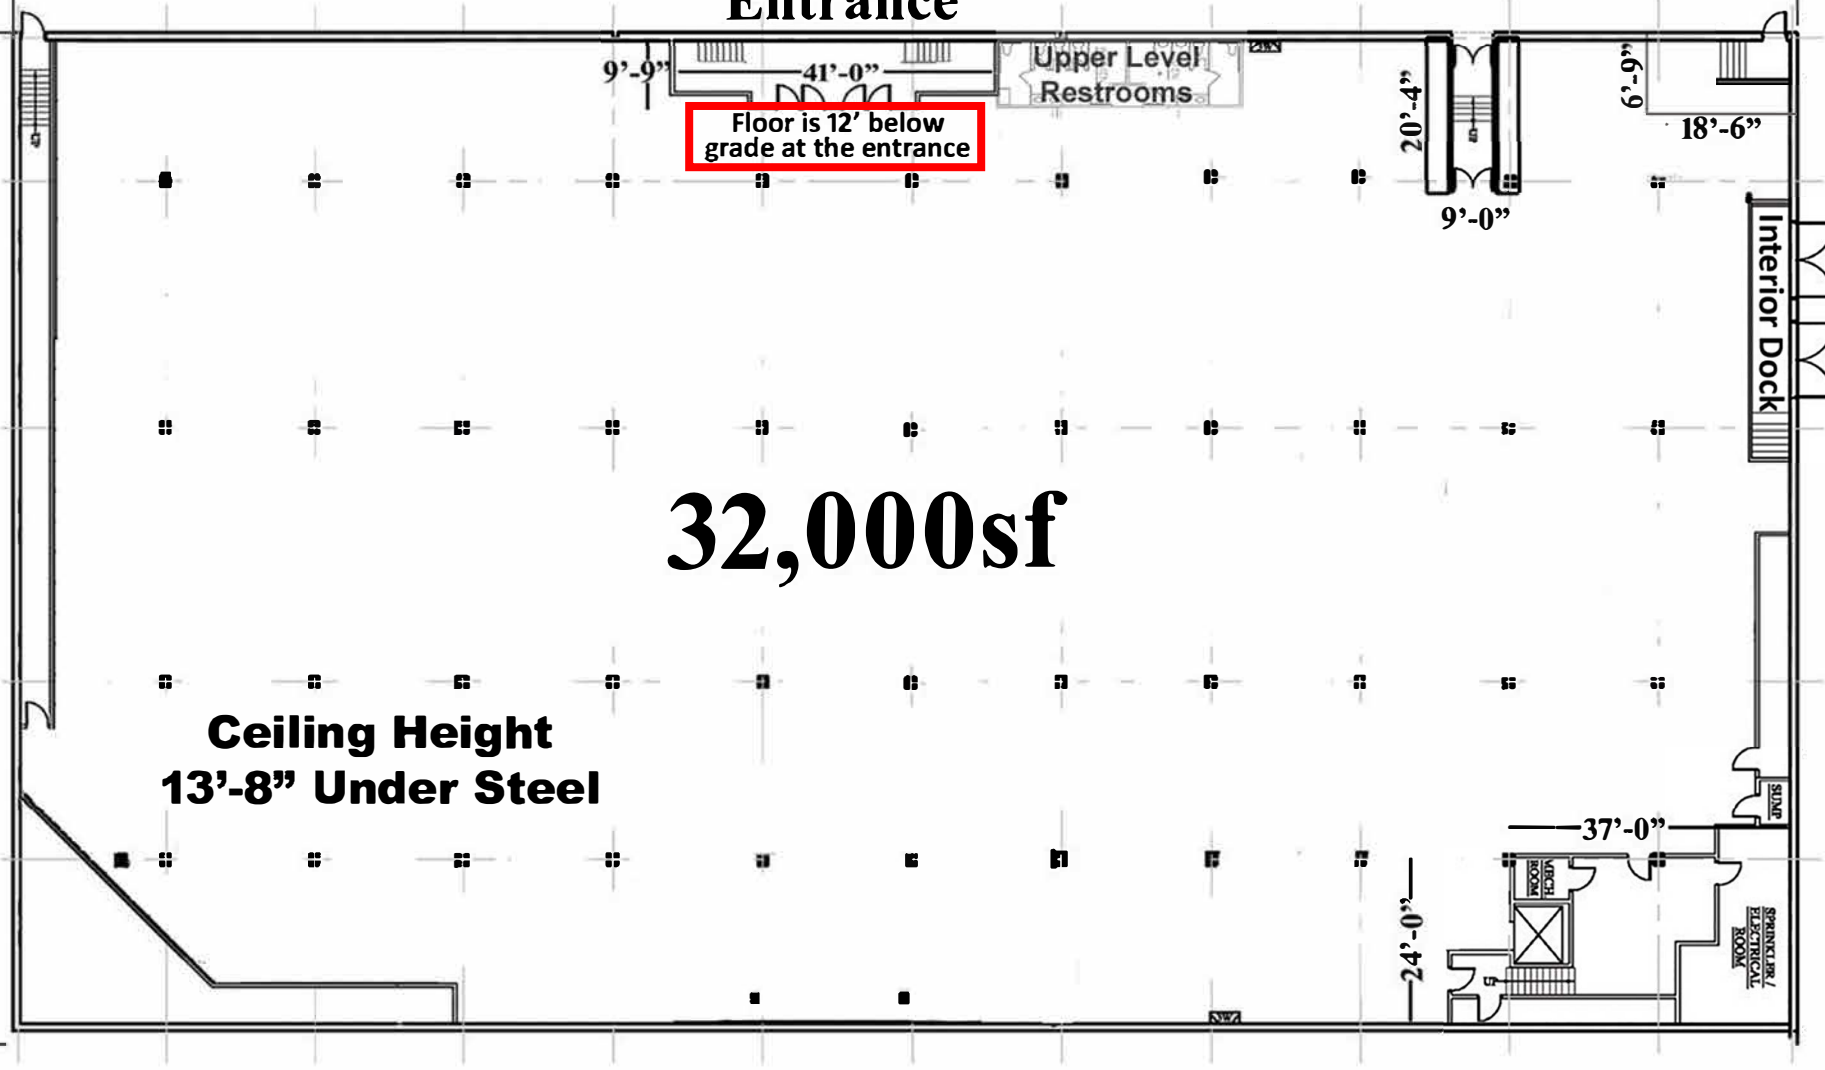 Entrance
9’-9”
41’-0”
Upper Level
Restrooms
Floor is 12’ below
grade at the entrance
20’-4”
UP
9’-0”
6’-9”
18’-6”
UP
Interior Dock
32,000sf
Ceiling Height
13’-8” Under Steel
SUMP
37’-0”
MECH
ROOM
24’-0”
SPRINKLER /
ELECTRICAL
ROOM